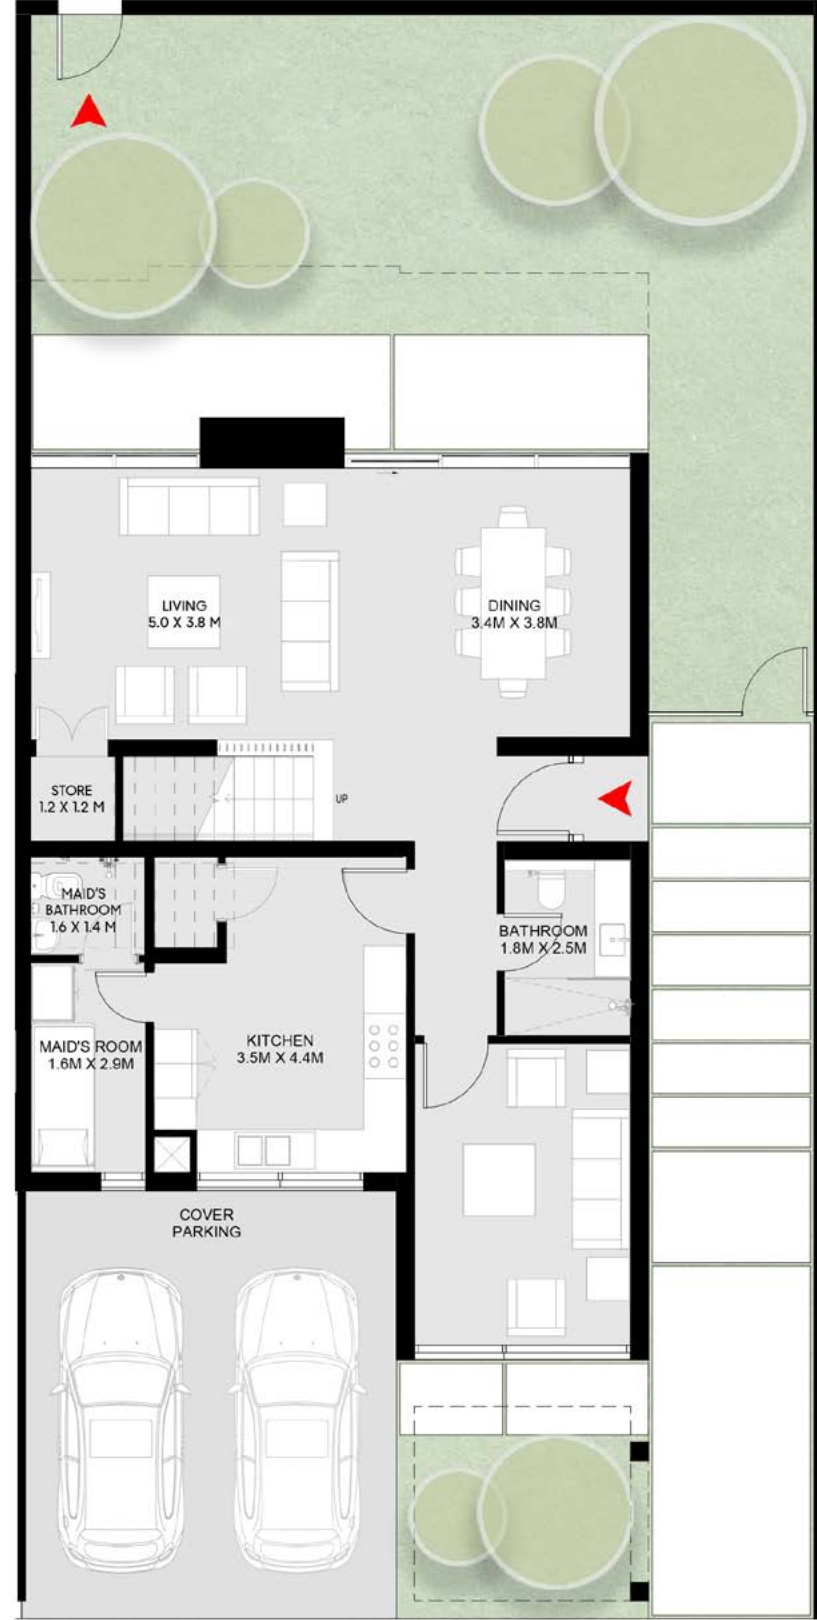 LIVING
5.0 X 3.8 M
DINING
3.4M X 3.8M
STORE
1.2 X 1.2 M
UP
MAID'S
BATHROOM
1.6 X 1.4 M
BATHROOM
1.8M X 2.5M
MAID'S ROOM
1.6M X 2.9M
KITCHEN
3.5M X 4.4M
COVER
PARKING